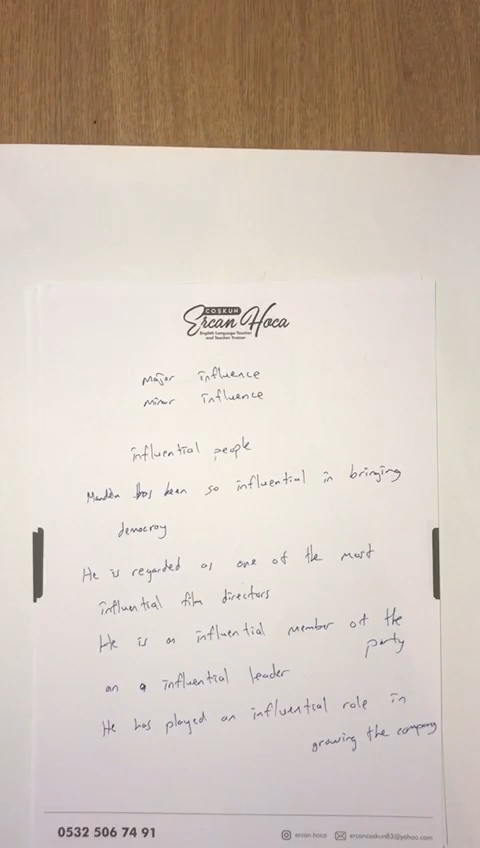 COSKUN
Ercan Hoca
English Language Teacher
and Teacher Trainer
Major influence
Minor influence
influential people
has been so influential in bringing
democracy
He is regarded as one of the most
influential film directors
He is an influential member of the
party
an influential leader
He has played an influential role in
growing the company
0532 506 74 91
ercan.hoca ercancoskun83@yahoo.com